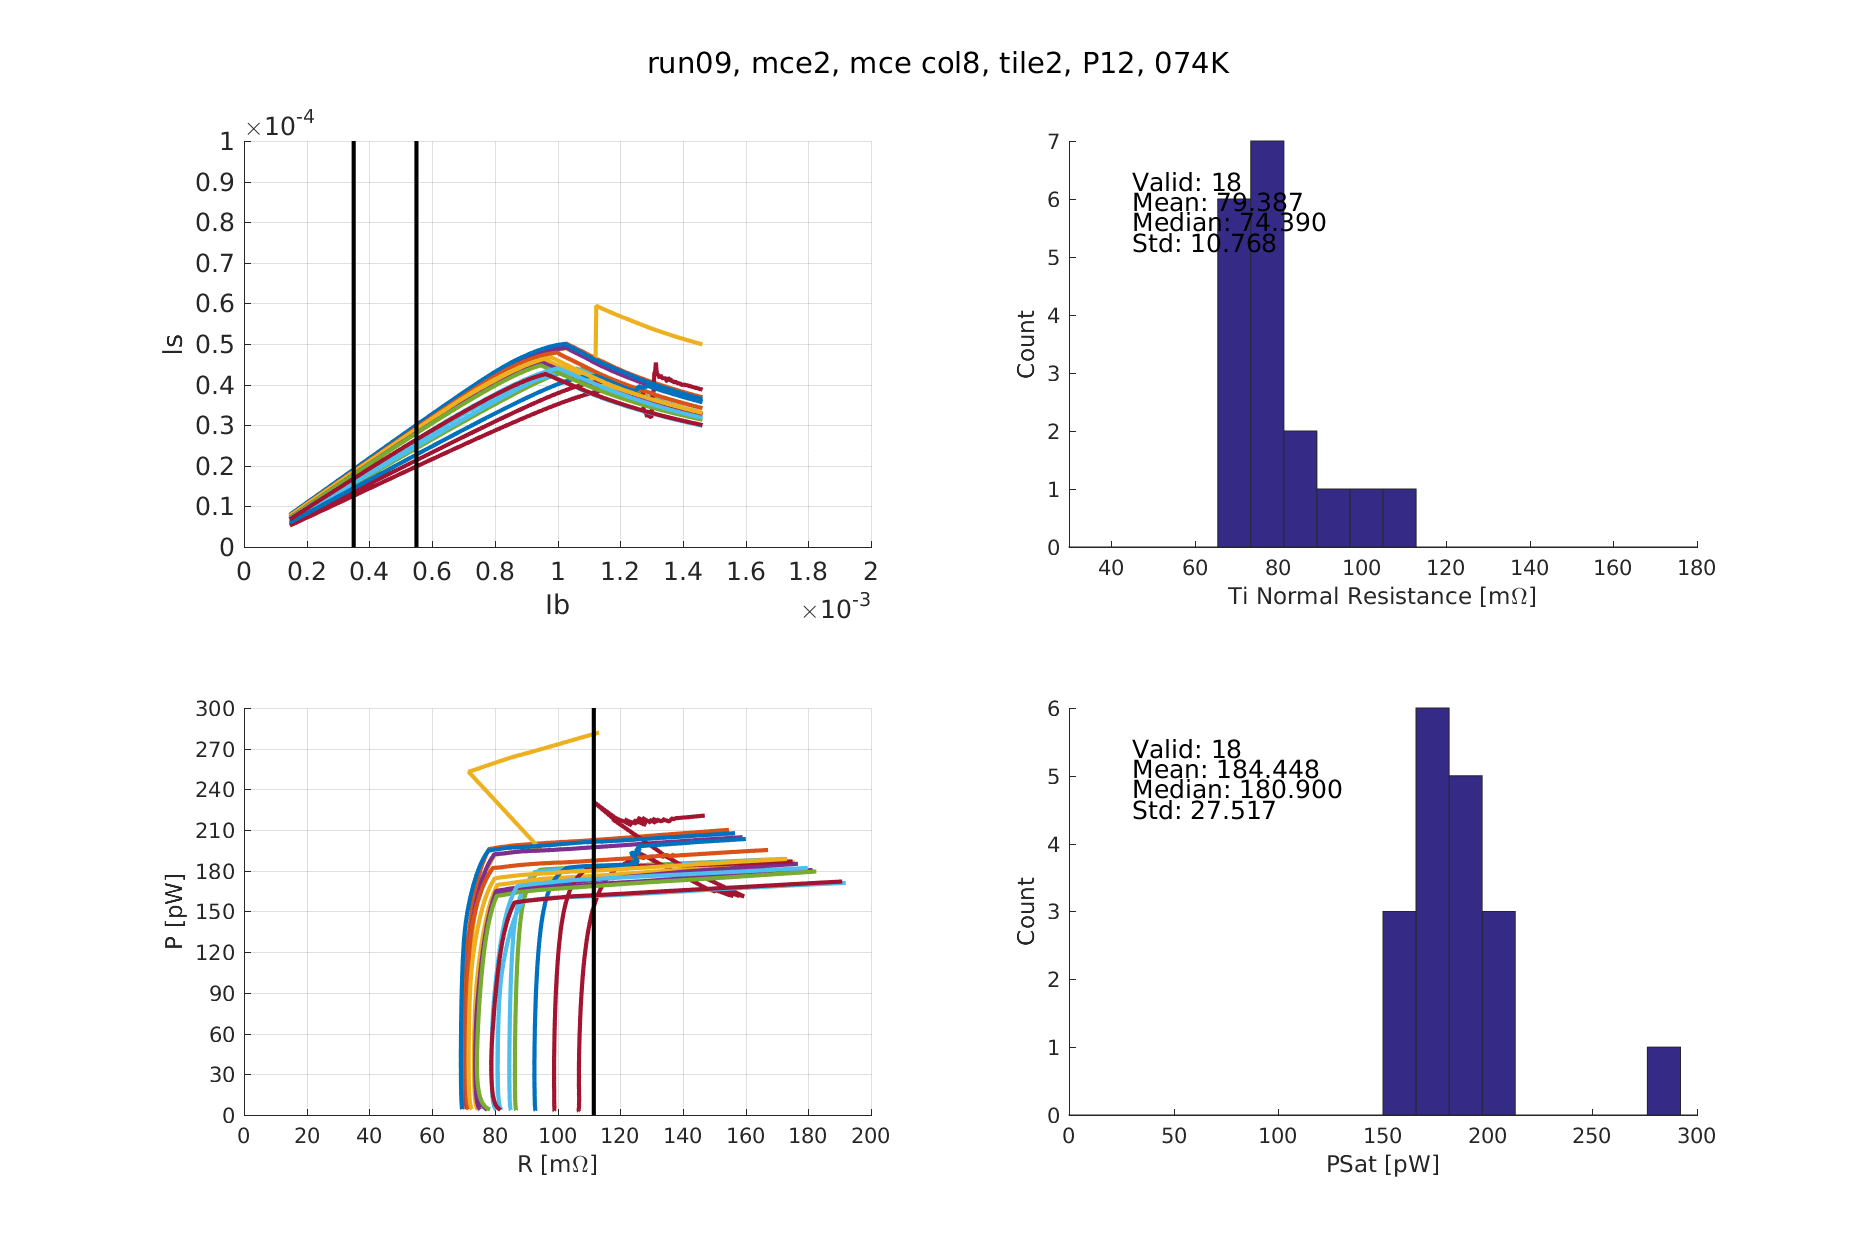 run09, mce2, mce col8, tile2, P12, 074K
×10-4
1
0.9
0.8
0.7
0.6
0.5
0.4
0.3
0.2
0.1
0
Is
0 0.2 0.4 0.6 0.8 1 1.2 1.4 1.6 1.8 2
Ib
×10-3
7
6
5
4
3
2
1
0
Count
Valid: 18
Mean: 79.387
Median: 74.390
Std: 10.768
40 60 80 100 120 140 160 180
Ti Normal Resistance [mΩ]
300
270
240
210
180
150
120
90
60
30
0
P [pW]
0 20 40 60 80 100 120 140 160 180 200
R [mΩ]
6
5
4
3
2
1
0
Count
Valid: 18
Mean: 184.448
Median: 180.900
Std: 27.517
0 50 100 150 200 250 300
PSat [pW]